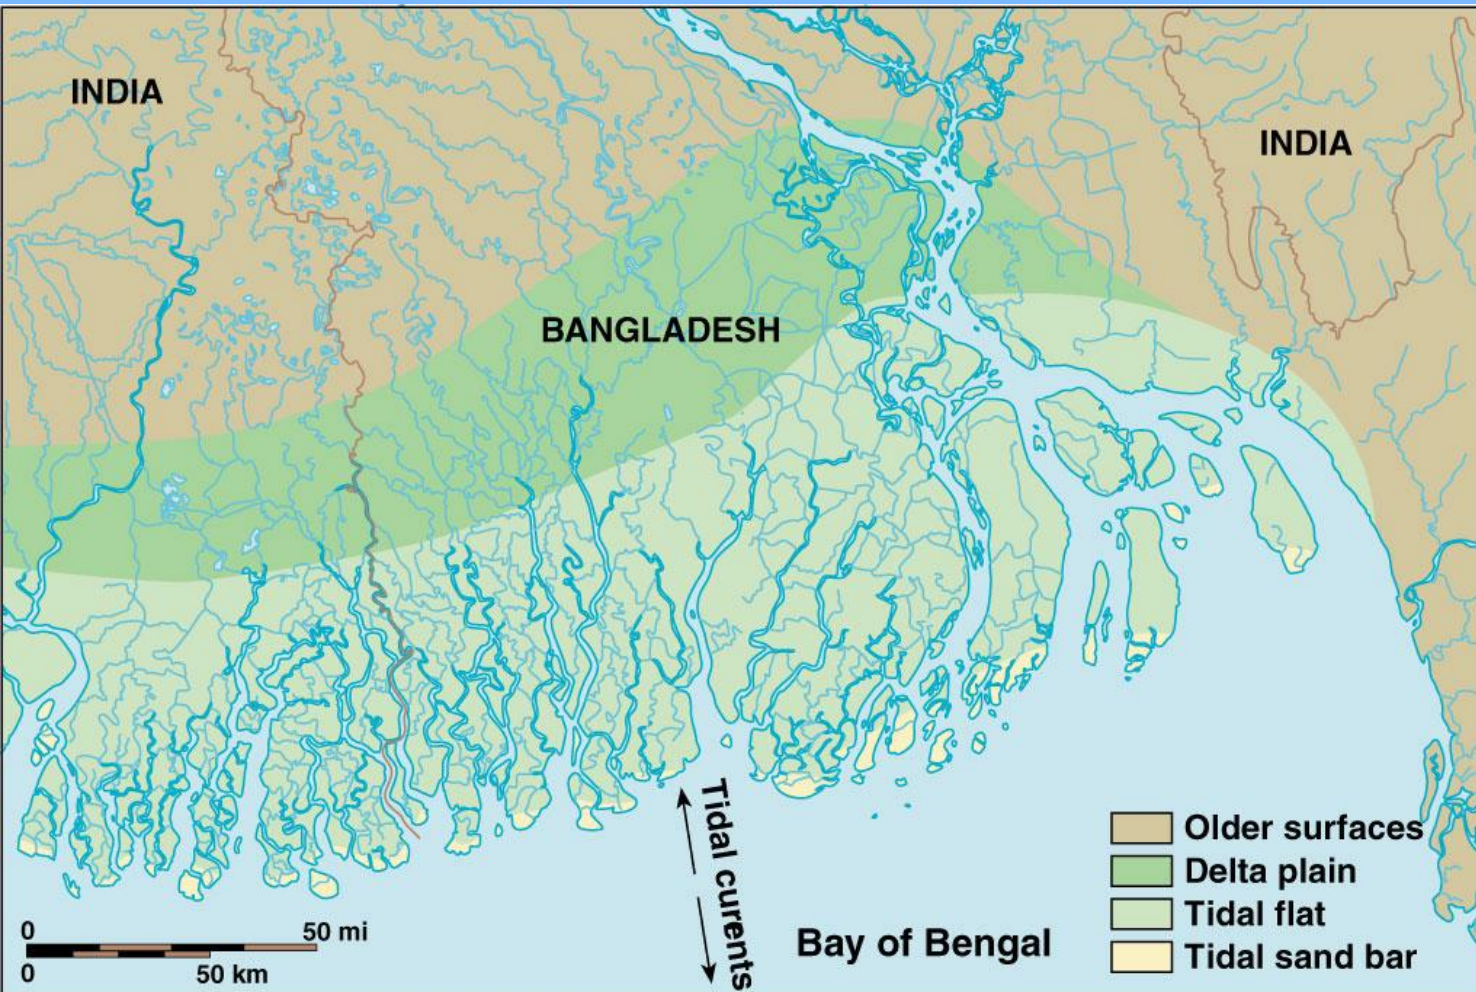 INDIA
INDIA
BANGLADESH
Tidal curents
Bay of Bengal
Older surfaces
Delta plain
Tidal flat
Tidal sand bar
0 50 mi
0 50 km